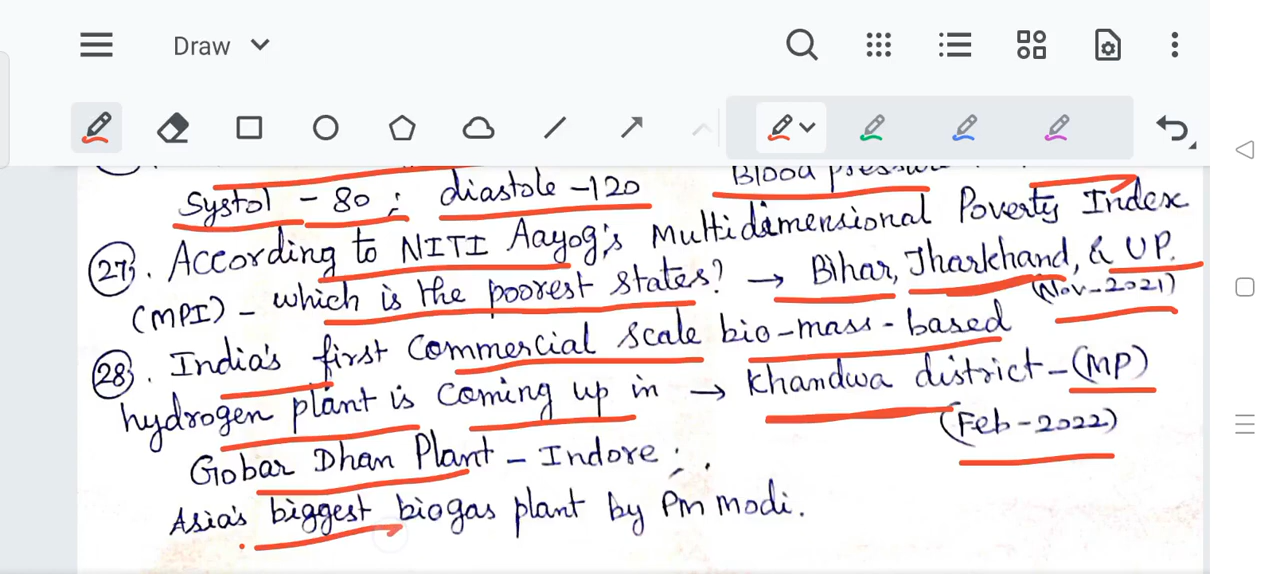 Draw
Blood pressure
Systol - 80 ; diastole - 120
27). According to NITI Aayog's Multidimensional Poverty Index
(MPI) - which is the poorest states? → Bihar, Jharkhand, & UP.
(Nov-2021)
28). India's first Commercial scale bio-mass-based
hydrogen plant is coming up in → Khandwa district - (MP)
(Feb-2022)
Gobar Dhan Plant - Indore ;
Asia's biggest biogas plant by Pm modi.